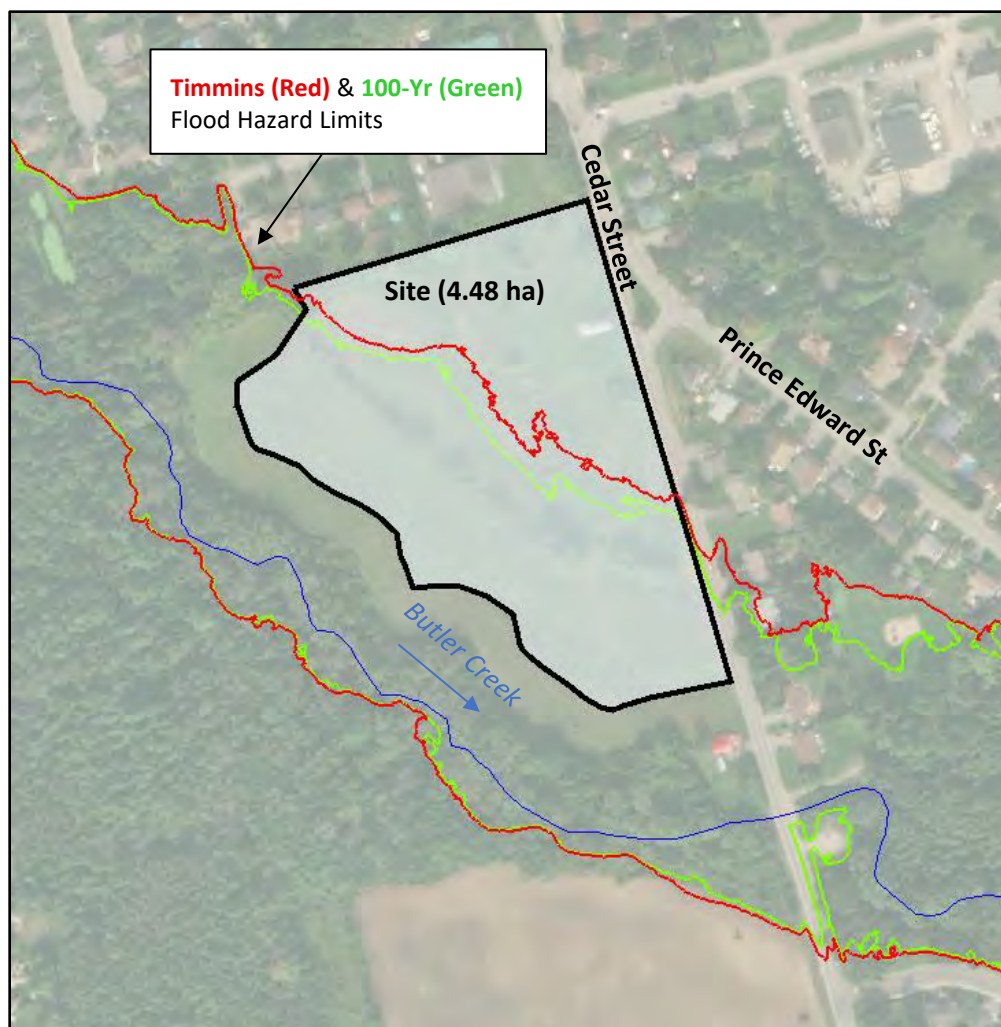 Timmins (Red) & 100-Yr (Green)
Flood Hazard Limits
Cedar Street
Site (4.48 ha)
Prince Edward St
Butler Creek